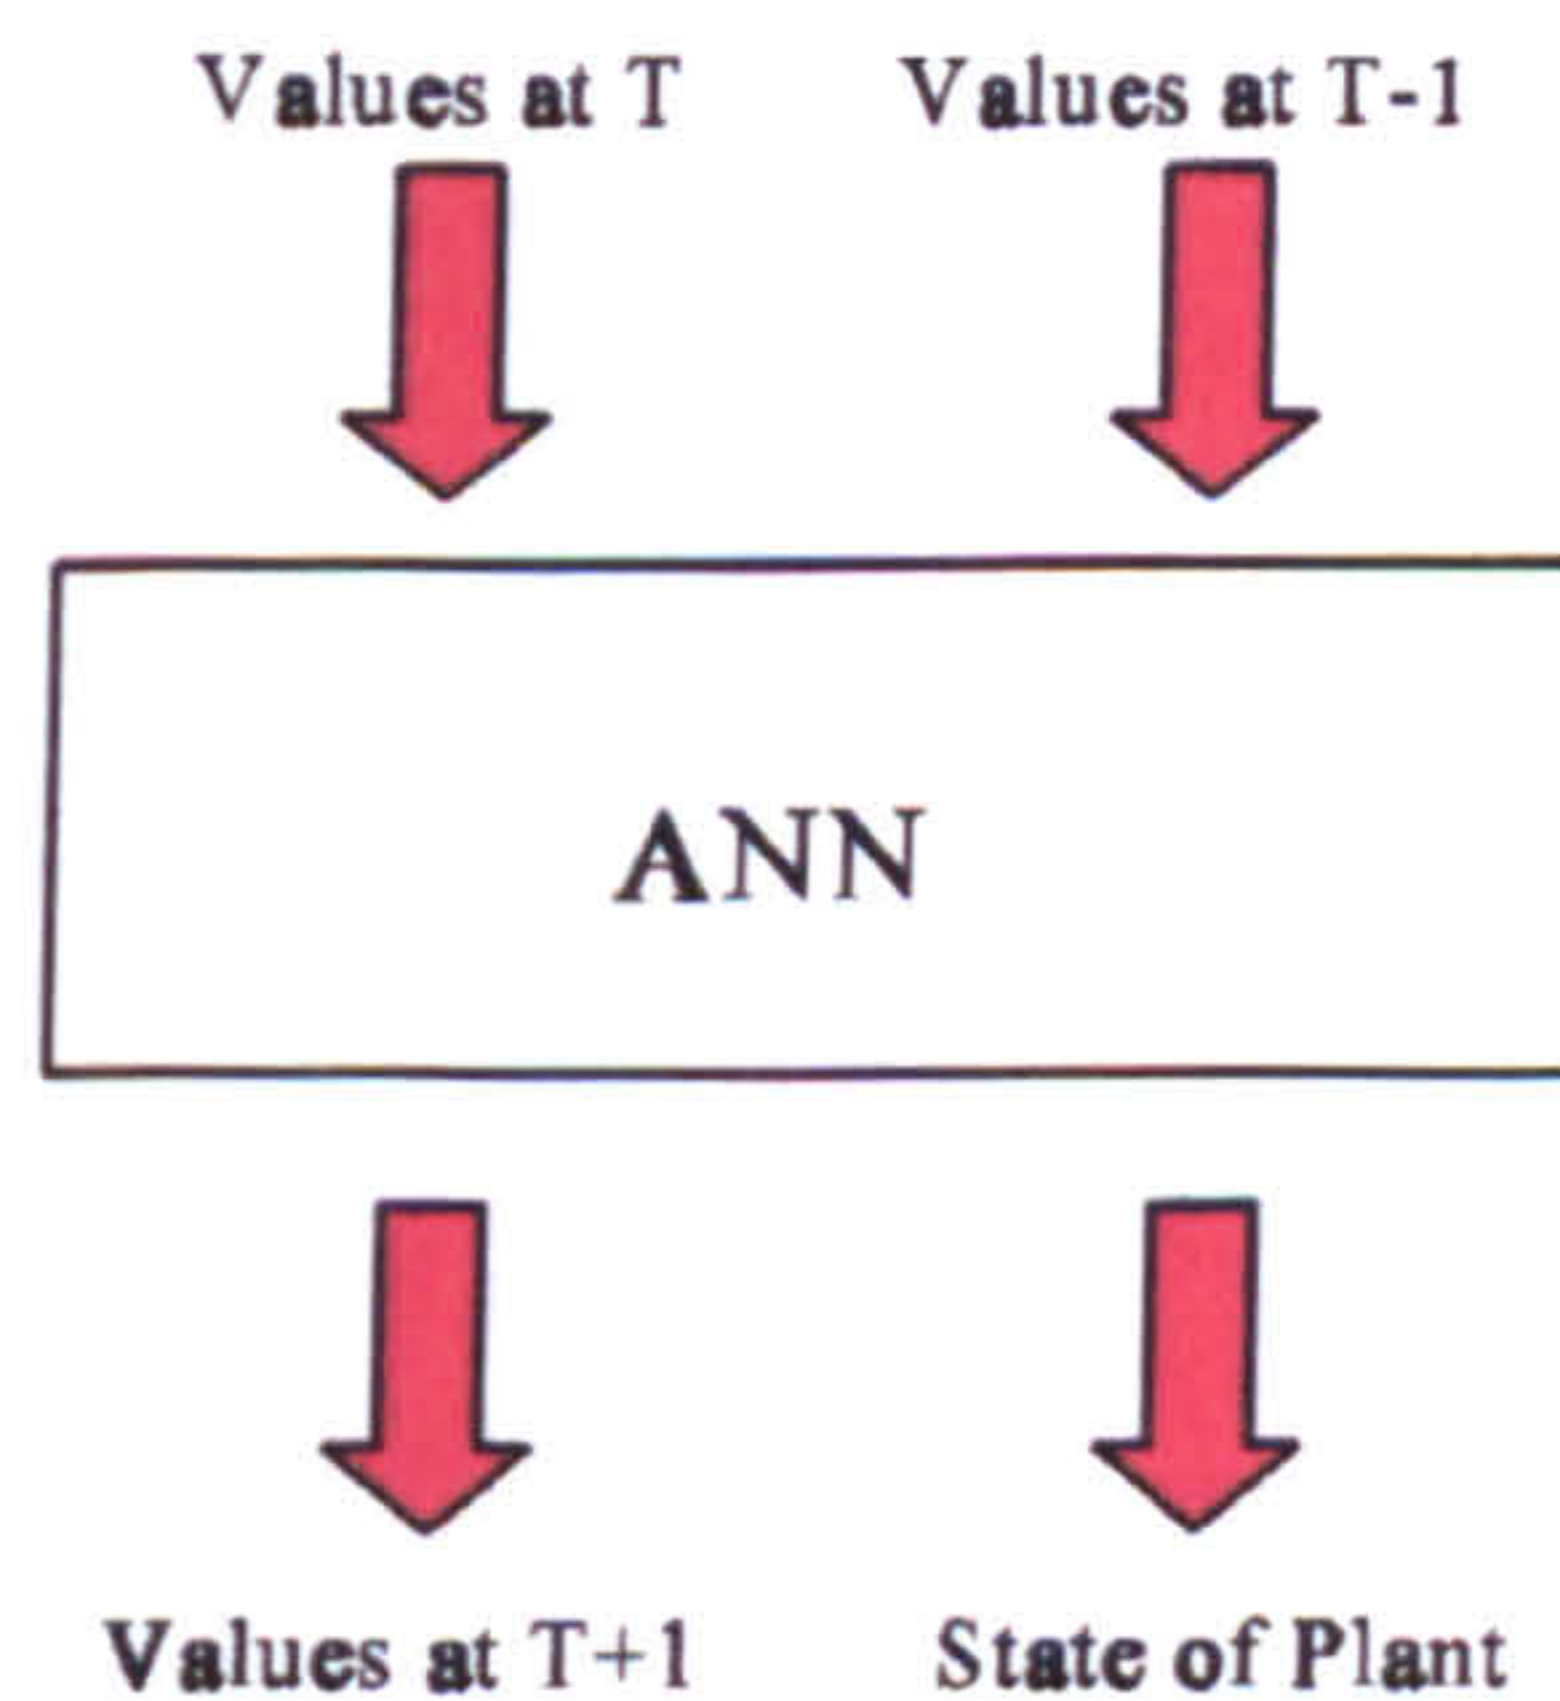 Values at T
Values at T-1
ANN
Values at T+1
State of Plant